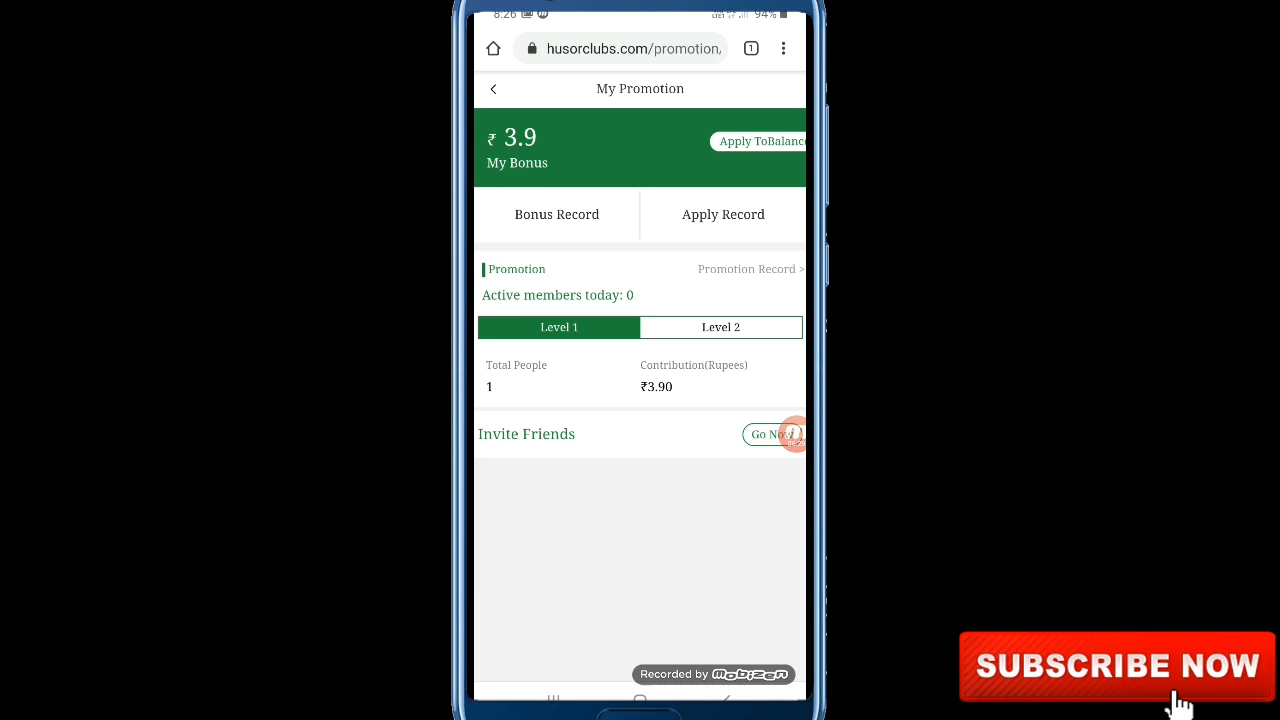 8:26 94%
husorclubs.com/promotion, 1
My Promotion
₹ 3.9
Apply ToBalance
My Bonus
Bonus Record Apply Record
Promotion Promotion Record >
Active members today: 0
Level 1 Level 2
Total People Contribution(Rupees)
1 ₹3.90
Invite Friends Go Now
Recorded by mobizen
SUBSCRIBE NOW